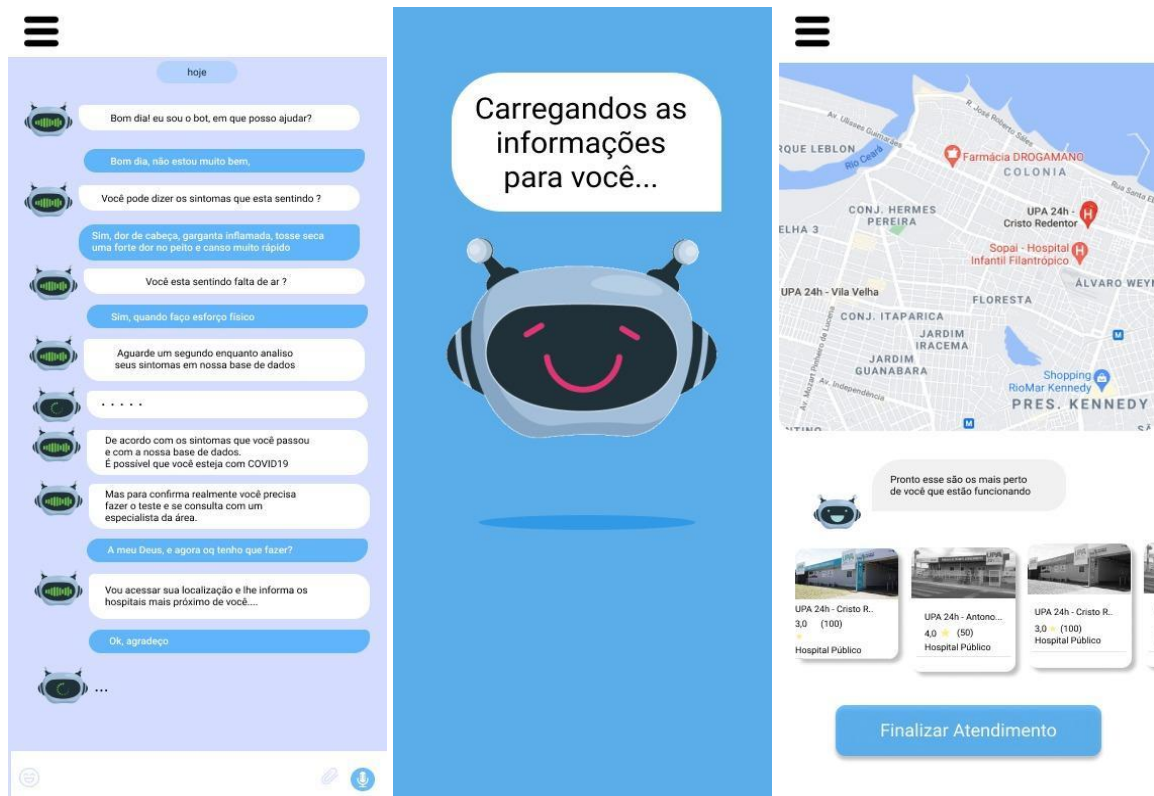 hoje
Bom dia! eu sou o bot, em que posso ajudar?
Bom dia, não estou muito bem,
Você pode dizer os sintomas que esta sentindo ?
Sim, dor de cabeça, garganta inflamada, tosse seca
uma forte dor no peito e canso muito rápido
Você esta sentindo falta de ar ?
Sim, quando faço esforço físico
Aguarde um segundo enquanto analiso
seus sintomas em nossa base de dados
. . . . .
De acordo com os sintomas que você passou
e com a nossa base de dados.
É possível que você esteja com COVID19
Mas para confirma realmente você precisa
fazer o teste e se consulta com um
especialista da área.
A meu Deus, e agora oq tenho que fazer?
Vou acessar sua localização e lhe informa os
hospitais mais próximo de você....
Ok, agradeço
...
Carregandos as
informações
para você...
R. José Roberto Sales
Av. Ulisses Guimarães
RQUE LEBLON
Rio Ceará
Farmácia DROGAMANO
COLONIA
Rua Santa El
CONJ. HERMES
PEREIRA
UPA 24h -
Cristo Redentor
ELHA 3
Sopai - Hospital
Infantil Filantrópico
ÁLVARO WEYN
UPA 24h - Vila Velha
FLORESTA
CONJ. ITAPARICA
JARDIM
IRACEMA
JARDIM
GUANABARA
Av. Mozart Pinheiro de Lucena
Av. Independência
Shopping
RioMar Kennedy
PRES. KENNEDY
Pronto esse são os mais perto
de você que estão funcionando
UPA 24h - Cristo R..
3,0 (100)
Hospital Público
UPA 24h - Antono...
4,0 (50)
Hospital Público
UPA 24h - Cristo R..
3,0 (100)
Hospital Público
Finalizar Atendimento